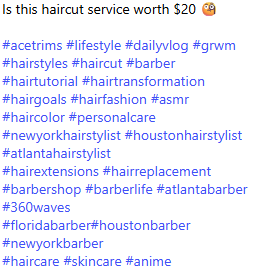 Is this haircut service worth $20 🤔
#acetrims #lifestyle #dailyvlog #grwm
#hairstyles #haircut #barber
#hairtutorial #hairtransformation
#hairgoals #hairfashion #asmr
#haircolor #personalcare
#newyorkhairstylist #houstonhairstylist
#atlantahairstylist
#hairextensions #hairreplacement
#barbershop #barberlife #atlantabarber
#360waves
#floridabarber#houstonbarber
#newyorkbarber
#haircare #skincare #anime